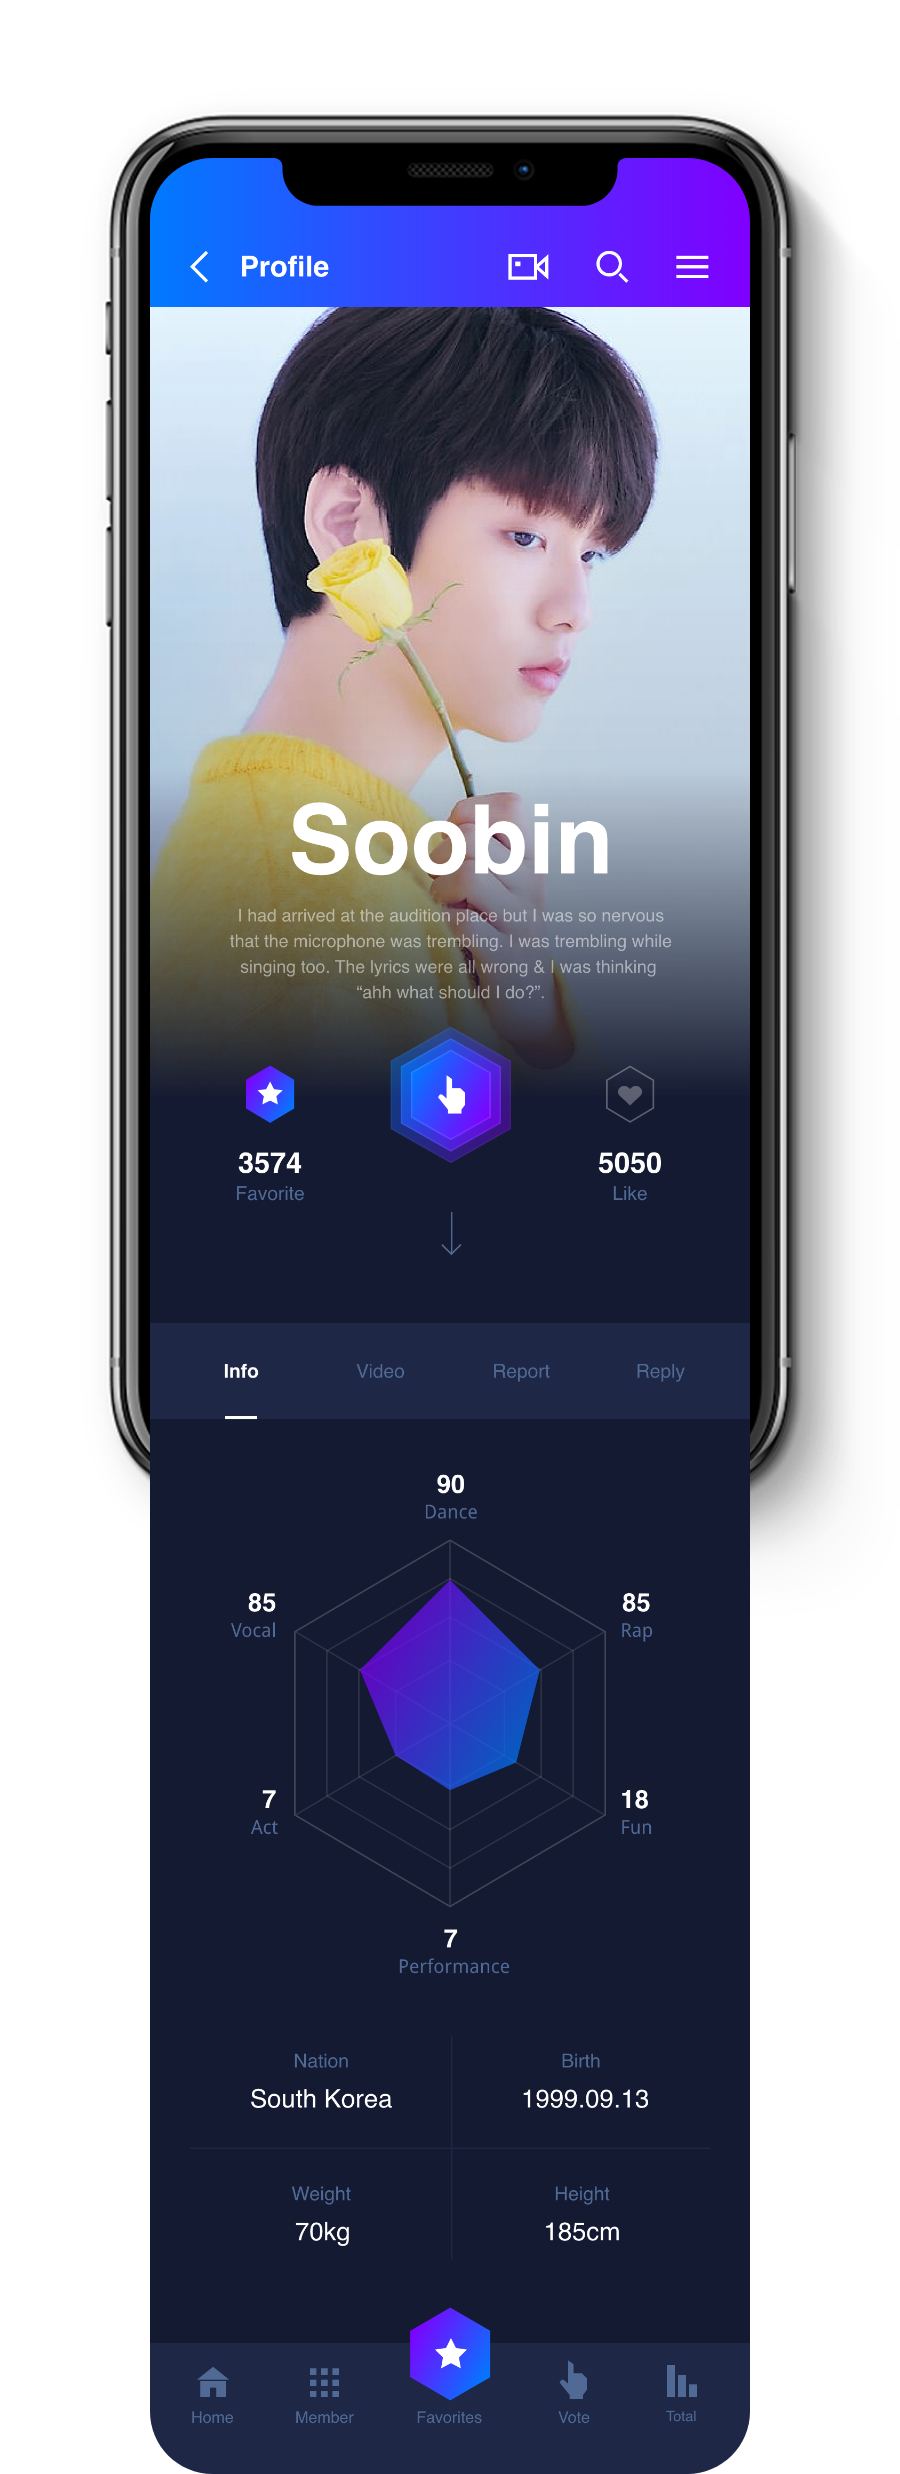 Profile
Soobin
I had arrived at the audition place but I was so nervous
that the microphone was trembling. I was trembling while
singing too. The lyrics were all wrong & I was thinking
“ahh what should I do?”.
3574
Favorite
5050
Like
Info
Video
Report
Reply
90
Dance
85
Vocal
85
Rap
7
Act
18
Fun
7
Performance
Nation
South Korea
Birth
1999.09.13
Weight
70kg
Height
185cm
Home
Member
Favorites
Vote
Total